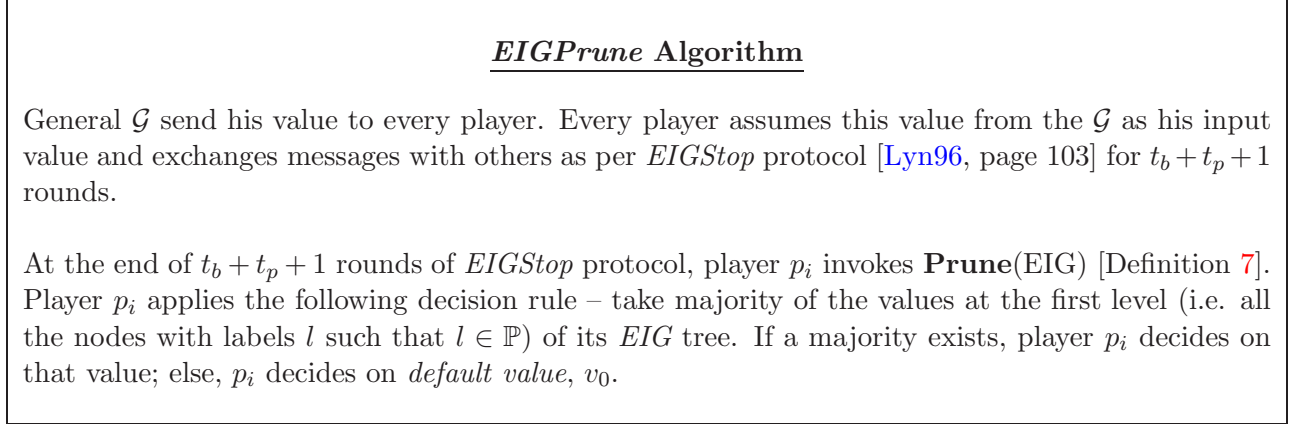 EIGPrune Algorithm
General 𝒢 send his value to every player. Every player assumes this value from the 𝒢 as his input
value and exchanges messages with others as per EIGStop protocol [Lyn96, page 103] for t_b + t_p + 1
rounds.
At the end of t_b + t_p + 1 rounds of EIGStop protocol, player p_i invokes Prune(EIG) [Definition 7].
Player p_i applies the following decision rule – take majority of the values at the first level (i.e. all
the nodes with labels l such that l ∈ ℙ) of its EIG tree. If a majority exists, player p_i decides on
that value; else, p_i decides on default value, v_0.